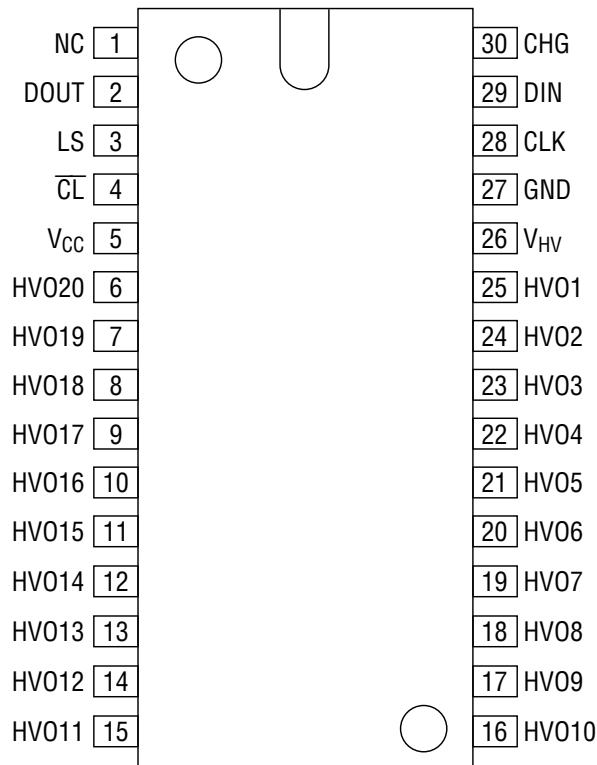 NC 1 30 CHG
DOUT 2 29 DIN
LS 3 28 CLK
C̅L̅ 4 27 GND
VCC 5 26 VHV
HVO20 6 25 HVO1
HVO19 7 24 HVO2
HVO18 8 23 HVO3
HVO17 9 22 HVO4
HVO16 10 21 HVO5
HVO15 11 20 HVO6
HVO14 12 19 HVO7
HVO13 13 18 HVO8
HVO12 14 17 HVO9
HVO11 15 16 HVO10